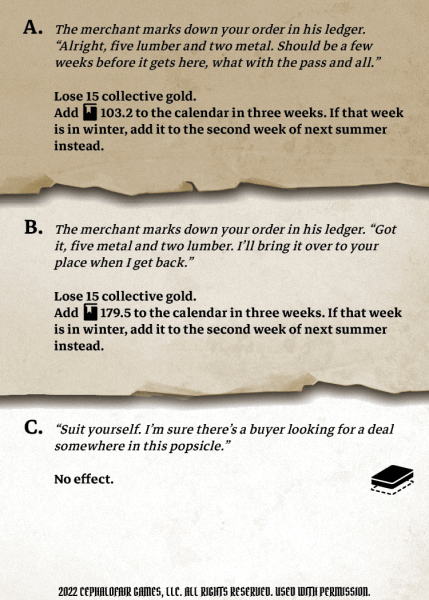 A. The merchant marks down your order in his ledger.
“Alright, five lumber and two metal. Should be a few
weeks before it gets here, what with the pass and all.”
Lose 15 collective gold.
Add 103.2 to the calendar in three weeks. If that week
is in winter, add it to the second week of next summer
instead.
B. The merchant marks down your order in his ledger. “Got
it, five metal and two lumber. I’ll bring it over to your
place when I get back.”
Lose 15 collective gold.
Add 179.5 to the calendar in three weeks. If that week
is in winter, add it to the second week of next summer
instead.
C. “Suit yourself. I’m sure there’s a buyer looking for a deal
somewhere in this popsicle.”
No effect.
2022 CEPHALOFAIR GAMES, LLC. ALL RIGHTS RESERVED. USED WITH PERMISSION.